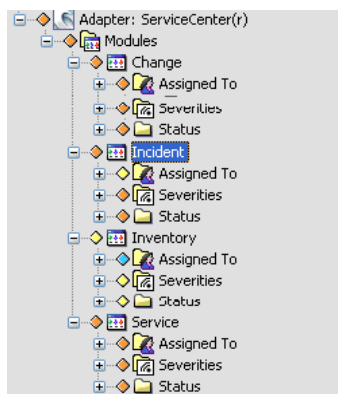 Adapter: ServiceCenter(r)
Modules
Change
Assigned To
Severities
Status
Incident
Assigned To
Severities
Status
Inventory
Assigned To
Severities
Status
Service
Assigned To
Severities
Status